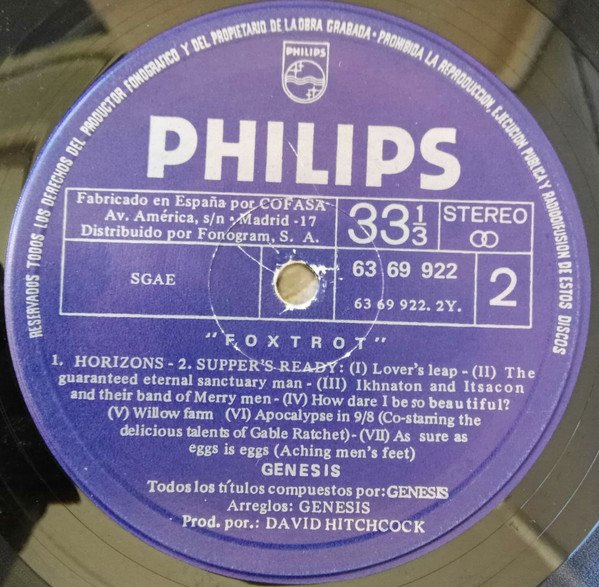 RESERVADOS TODOS LOS DERECHOS DEL PRODUCTOR FONOGRAFICO Y DEL PROPIETARIO DE LA OBRA GRABADA • PROHIBIDA LA REPRODUCCION, EJECUCION PUBLICA Y RADIODIFUSION DE ESTOS DISCOS
PHILIPS
PHILIPS
Fabricado en España por COFASA
Av. América, s/n • Madrid -17
Distribuido por Fonogram, S. A.
33 1/3
STEREO
SGAE
63 69 922
63 69 922. 2Y.
2
"FOXTROT"
1. HORIZONS - 2. SUPPER'S READY: (I) Lover's leap - (II) The
guaranteed eternal sanctuary man - (III) Ikhnaton and Itsacon
and their band of Merry men - (IV) How dare I be so beautiful?
(V) Willow farm (VI) Apocalypse in 9/8 (Co-starring the
delicious talents of Gable Ratchet) - (VII) As sure as
eggs is eggs (Aching men's feet)
GENESIS
Todos los títulos compuestos por: GENESIS
Arreglos: GENESIS
Prod. por.: DAVID HITCHCOCK